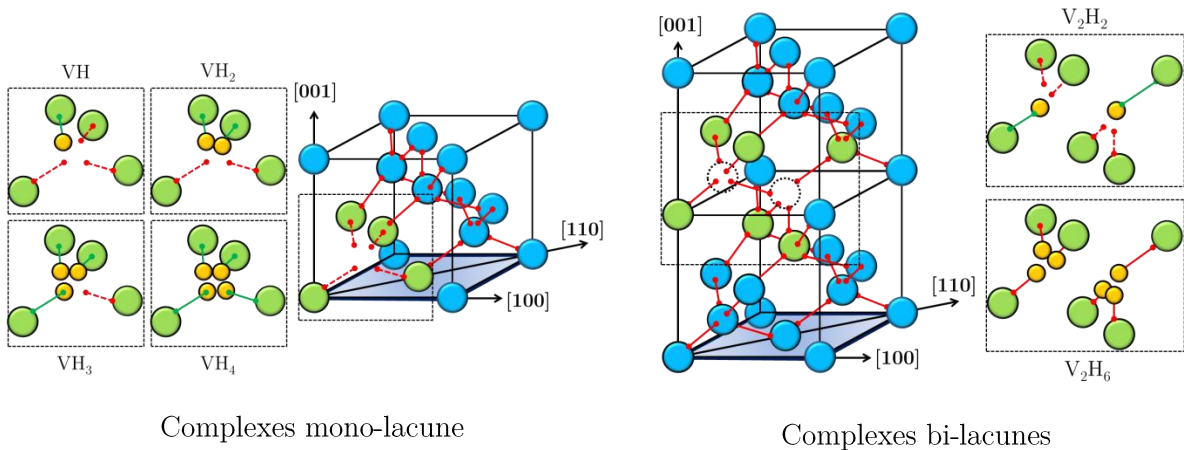 VH
VH₂
VH₃
VH₄
[001]
[110]
[100]
Complexes mono-lacune
[001]
[110]
[100]
V₂H₂
V₂H₆
Complexes bi-lacunes